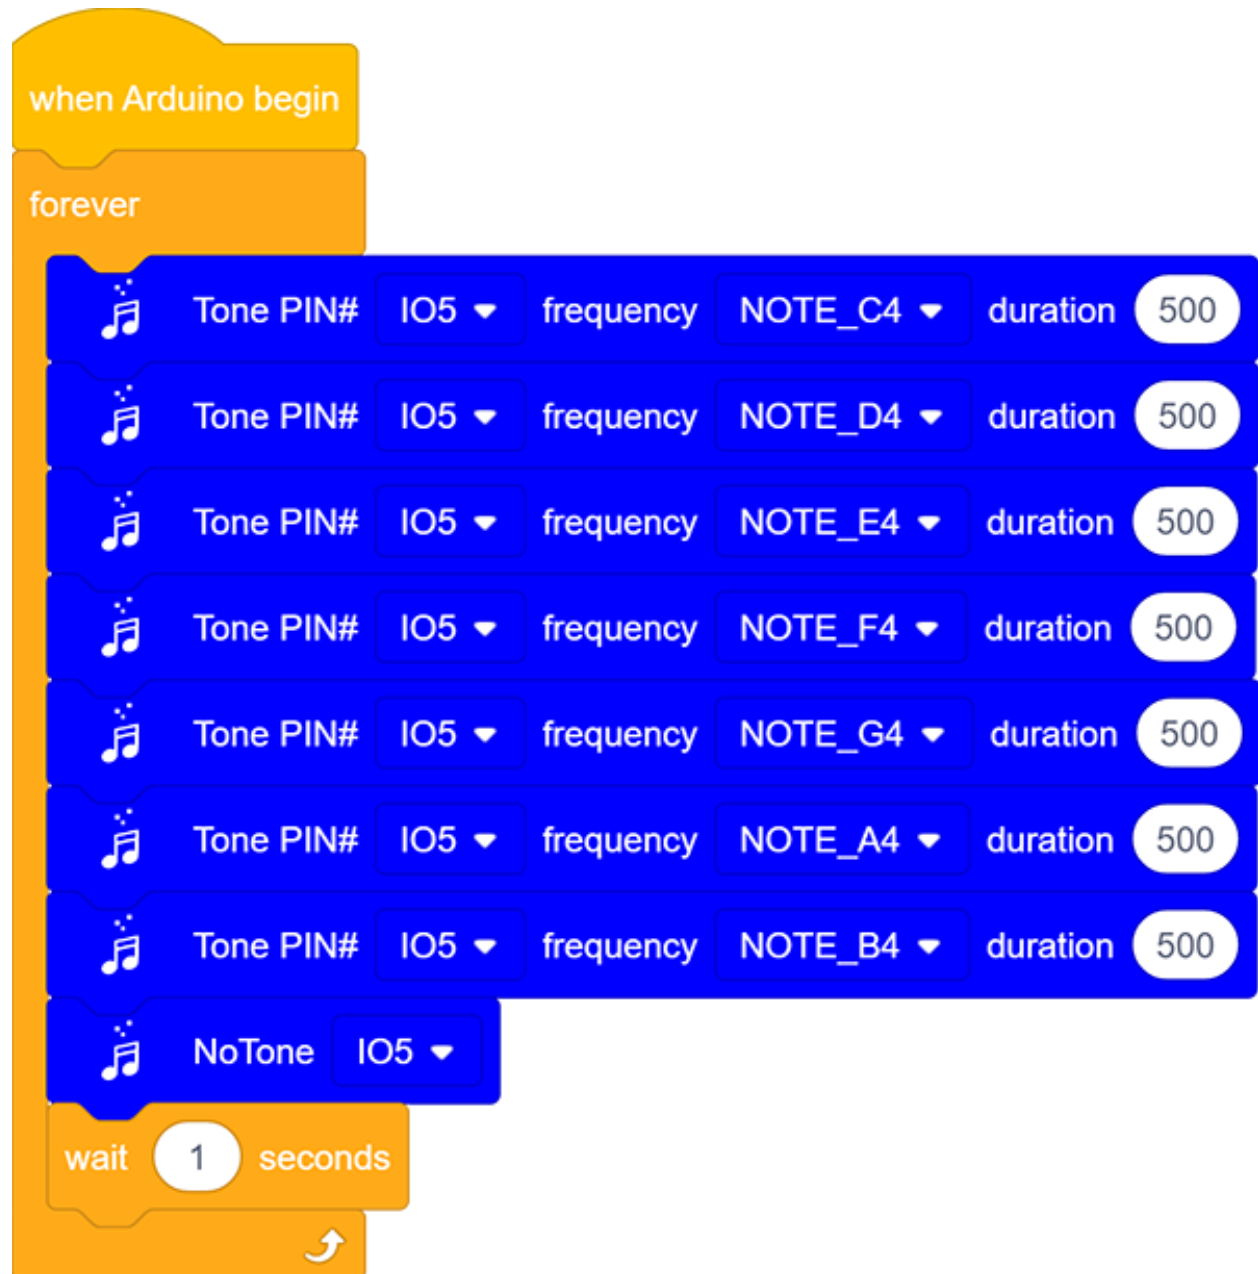 when Arduino begin
forever
Tone PIN# IO5 frequency NOTE_C4 duration 500
Tone PIN# IO5 frequency NOTE_D4 duration 500
Tone PIN# IO5 frequency NOTE_E4 duration 500
Tone PIN# IO5 frequency NOTE_F4 duration 500
Tone PIN# IO5 frequency NOTE_G4 duration 500
Tone PIN# IO5 frequency NOTE_A4 duration 500
Tone PIN# IO5 frequency NOTE_B4 duration 500
NoTone IO5
wait 1 seconds